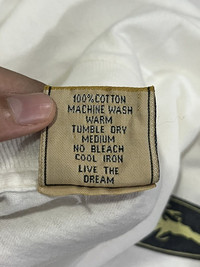 100% COTTON
MACHINE WASH
WARM
TUMBLE DRY
MEDIUM
NO BLEACH
COOL IRON
LIVE THE
DREAM